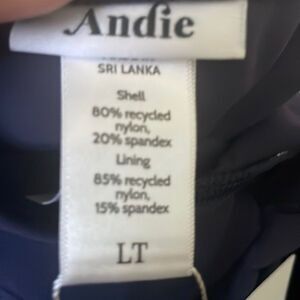 Andie
SRI LANKA
Shell
80% recycled
nylon,
20% spandex
Lining
85% recycled
nylon,
15% spandex
LT